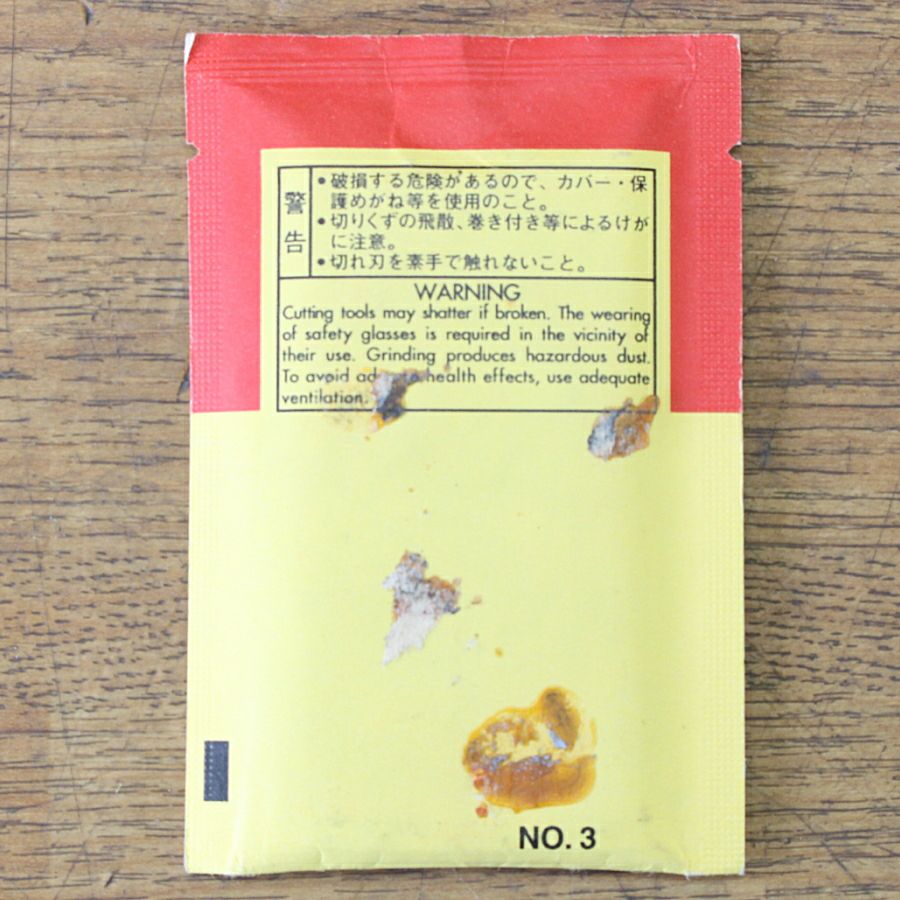 警告
●破損する危険があるので、カバー・保
護めがね等を使用のこと。
●切りくずの飛散、巻き付き等によるけが
に注意。
●切れ刃を素手で触れないこと。
WARNING
Cutting tools may shatter if broken. The wearing
of safety glasses is required in the vicinity of
their use. Grinding produces hazardous dust.
To avoid health effects, use adequate
ventilation.
NO. 3